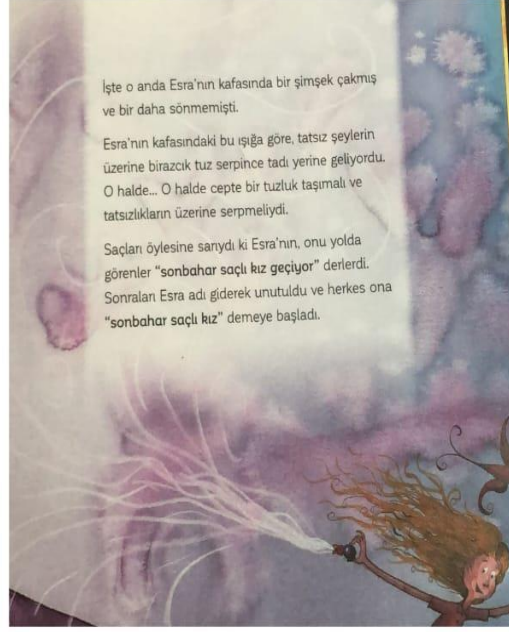 İşte o anda Esra'nın kafasında bir şimşek çakmış
ve bir daha sönmemişti.
Esra'nın kafasındaki bu ışığa göre, tatsız şeylerin
üzerine birazcık tuz serpince tadı yerine geliyordu.
O halde... O halde cepte bir tuzluk taşımalı ve
tatsızlıkların üzerine serpmeliydi.
Saçları öylesine sarıydı ki Esra'nın, onu yolda
görenler "sonbahar saçlı kız geçiyor" derlerdi.
Sonraları Esra adı giderek unutuldu ve herkes ona
"sonbahar saçlı kız" demeye başladı.